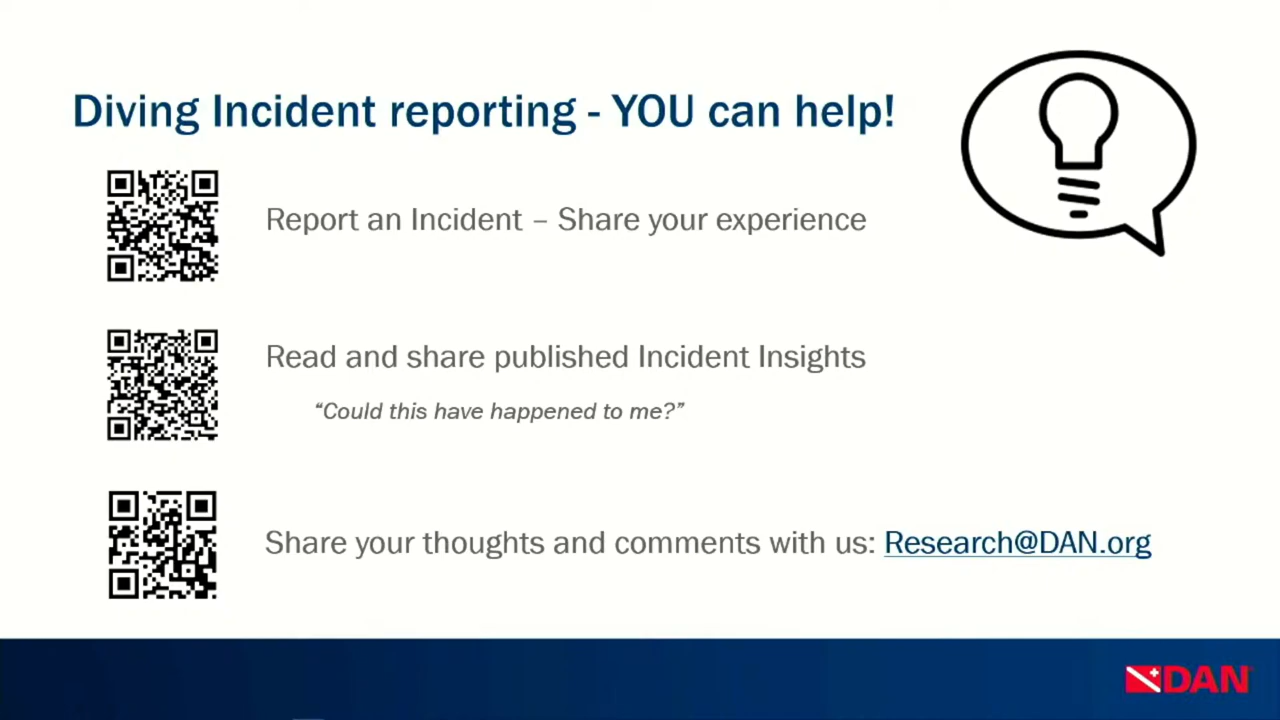 Diving Incident reporting - YOU can help!
Report an Incident – Share your experience
Read and share published Incident Insights
“Could this have happened to me?”
Share your thoughts and comments with us: Research@DAN.org
DAN